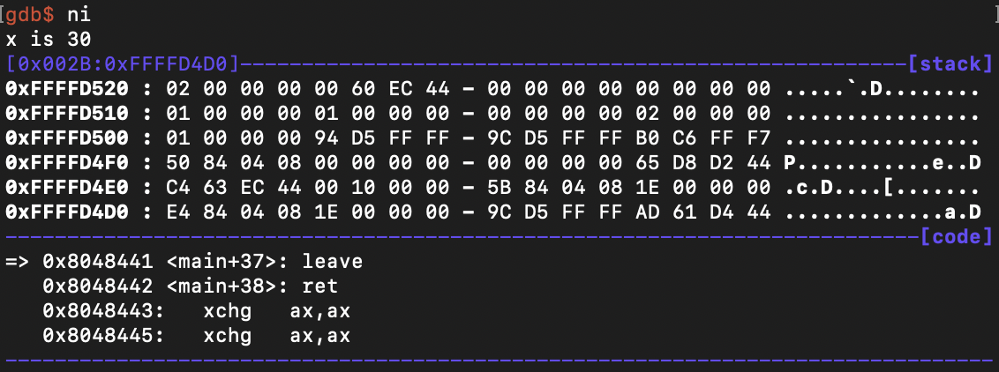 [gdb$ ni ]
x is 30
[0x002B:0xFFFFD4D0]------------------------------------------------------[stack]
0xFFFFD520 : 02 00 00 00 00 60 EC 44 - 00 00 00 00 00 00 00 00 .....`.D........
0xFFFFD510 : 01 00 00 00 01 00 00 00 - 00 00 00 00 02 00 00 00 ................
0xFFFFD500 : 01 00 00 00 94 D5 FF FF - 9C D5 FF FF B0 C6 FF F7 ................
0xFFFFD4F0 : 50 84 04 08 00 00 00 00 - 00 00 00 00 65 D8 D2 44 P...........e..D
0xFFFFD4E0 : C4 63 EC 44 00 10 00 00 - 5B 84 04 08 1E 00 00 00 .c.D....[.......
0xFFFFD4D0 : E4 84 04 08 1E 00 00 00 - 9C D5 FF FF AD 61 D4 44 .............a.D
--------------------------------------------------------------------------[code]
=> 0x8048441 <main+37>: leave
   0x8048442 <main+38>: ret
   0x8048443:   xchg   ax,ax
   0x8048445:   xchg   ax,ax
--------------------------------------------------------------------------------